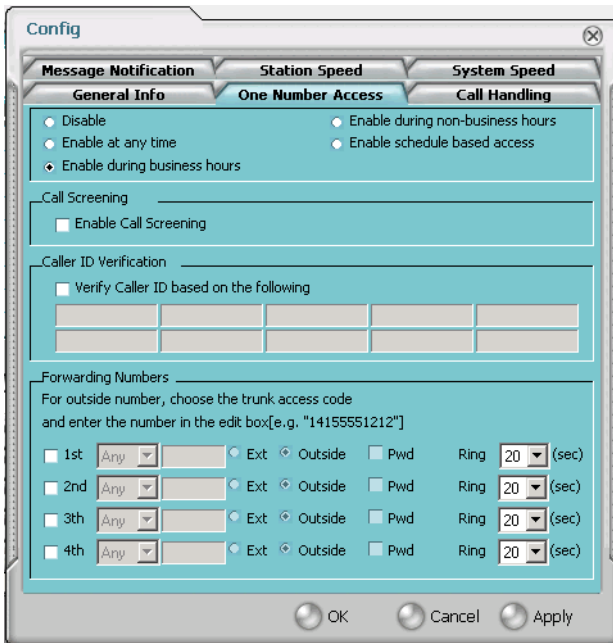 Config
Message Notification Station Speed System Speed
General Info One Number Access Call Handling
Disable Enable during non-business hours
Enable at any time Enable schedule based access
Enable during business hours
Call Screening
Enable Call Screening
Caller ID Verification
Verify Caller ID based on the following
Forwarding Numbers
For outside number, choose the trunk access code
and enter the number in the edit box[e.g. "14155551212"]
1st Any Ext Outside Pwd Ring 20 (sec)
2nd Any Ext Outside Pwd Ring 20 (sec)
3th Any Ext Outside Pwd Ring 20 (sec)
4th Any Ext Outside Pwd Ring 20 (sec)
OK Cancel Apply